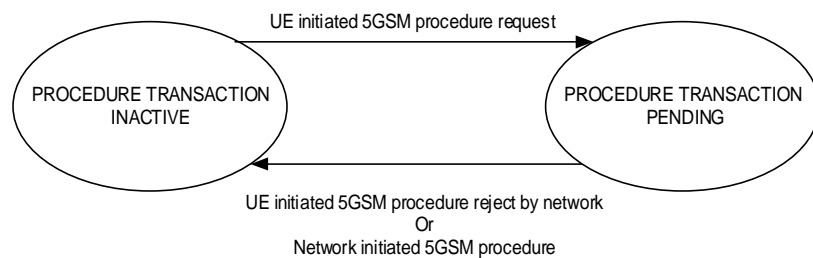 UE initiated 5GSM procedure request
PROCEDURE TRANSACTION
INACTIVE
PROCEDURE TRANSACTION
PENDING
UE initiated 5GSM procedure reject by network
Or
Network initiated 5GSM procedure